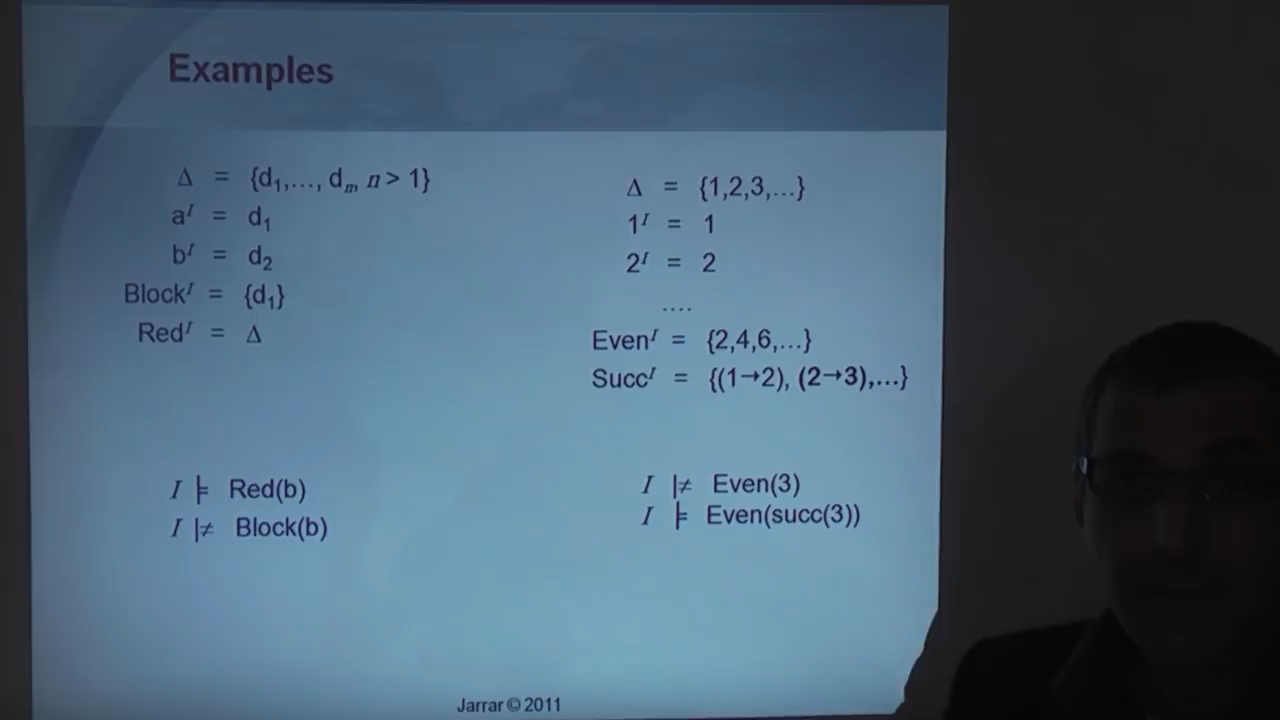 Examples
Δ = {d₁,..., dₘ, n > 1}
aᴵ = d₁
bᴵ = d₂
Blockᴵ = {d₁}
Redᴵ = Δ
I ⊨ Red(b)
I |≠ Block(b)
Δ = {1,2,3,...}
1ᴵ = 1
2ᴵ = 2
....
Evenᴵ = {2,4,6,...}
Succᴵ = {(1→2), (2→3),...}
I |≠ Even(3)
I ⊨ Even(succ(3))
Jarrar © 2011